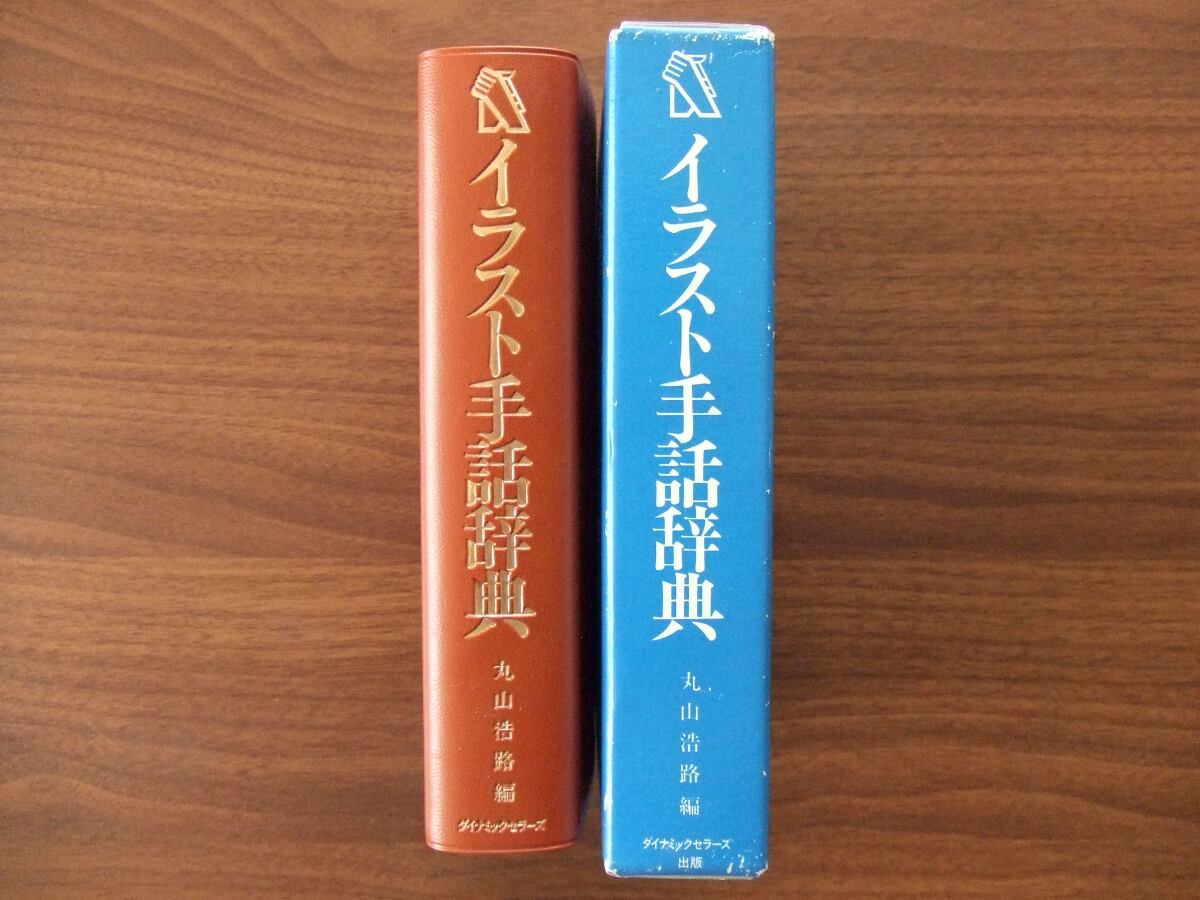 イラスト手話辞典
丸山浩路編
ダイナミックセラーズ
イラスト手話辞典
丸山浩路編
ダイナミックセラーズ
出版